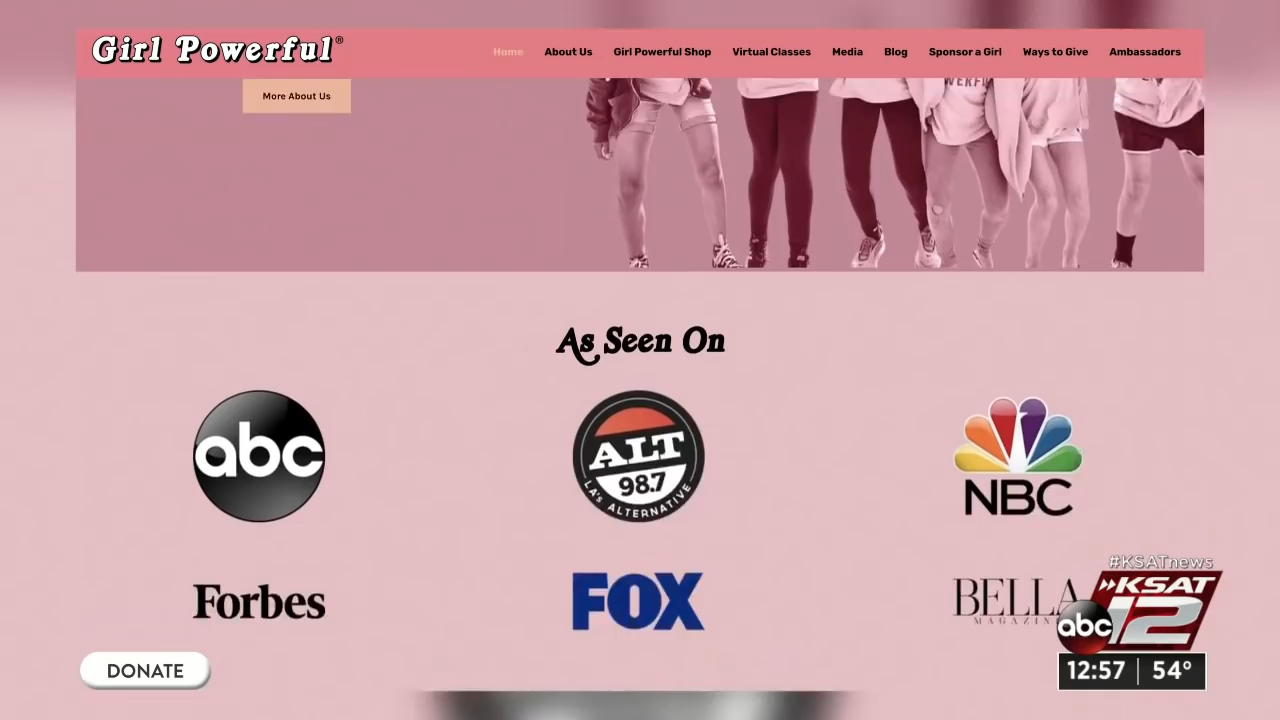 Girl Powerful®
Home About Us Girl Powerful Shop Virtual Classes Media Blog Sponsor a Girl Ways to Give Ambassadors
More About Us
As Seen On
abc
ALT
98.7
LA's ALTERNATIVE
NBC
Forbes
FOX
BELLA
#KSATnews
KSAT
abc 12
DONATE
12:57 54°